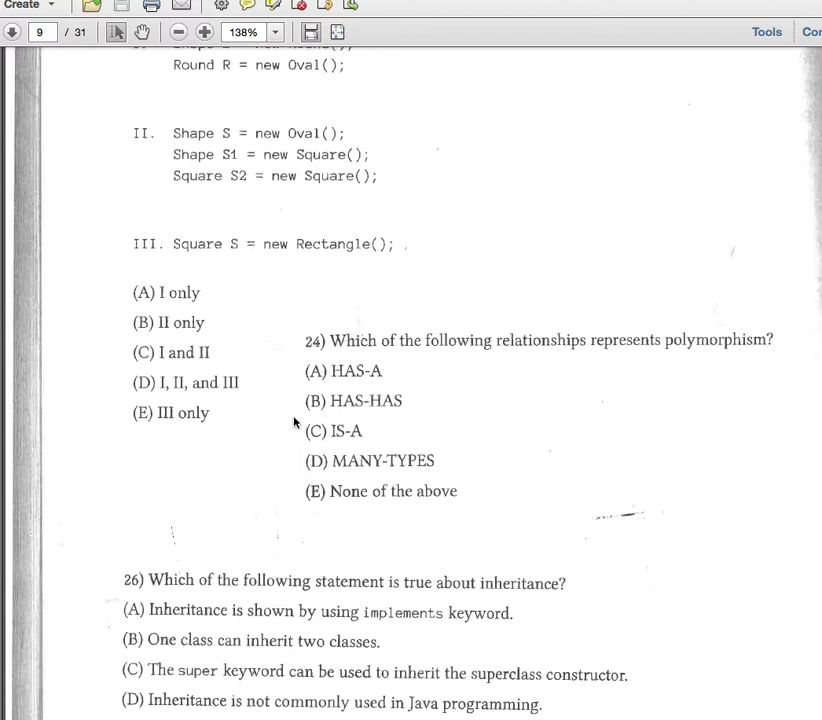 Create
9 / 31
138%
Tools
Round R = new Oval();
II. Shape S = new Oval();
Shape S1 = new Square();
Square S2 = new Square();
III. Square S = new Rectangle();
(A) I only
(B) II only
(C) I and II
(D) I, II, and III
(E) III only
24) Which of the following relationships represents polymorphism?
(A) HAS-A
(B) HAS-HAS
(C) IS-A
(D) MANY-TYPES
(E) None of the above
26) Which of the following statement is true about inheritance?
(A) Inheritance is shown by using implements keyword.
(B) One class can inherit two classes.
(C) The super keyword can be used to inherit the superclass constructor.
(D) Inheritance is not commonly used in Java programming.